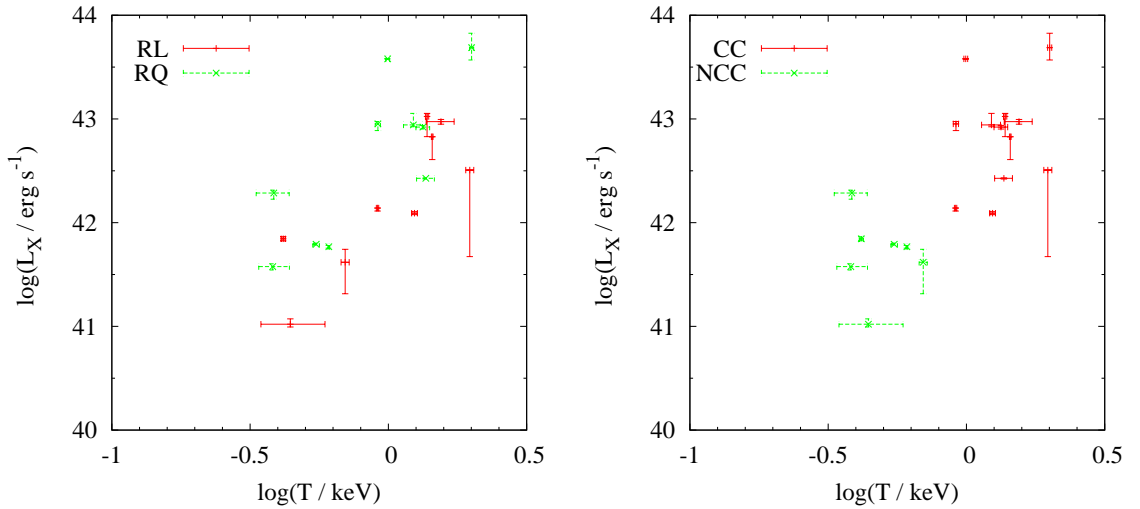 RL
RQ
44
43
42
41
40
log(L_X / erg s⁻¹)
-1
-0.5
0
0.5
log(T / keV)
CC
NCC
44
43
42
41
40
log(L_X / erg s⁻¹)
-1
-0.5
0
0.5
log(T / keV)